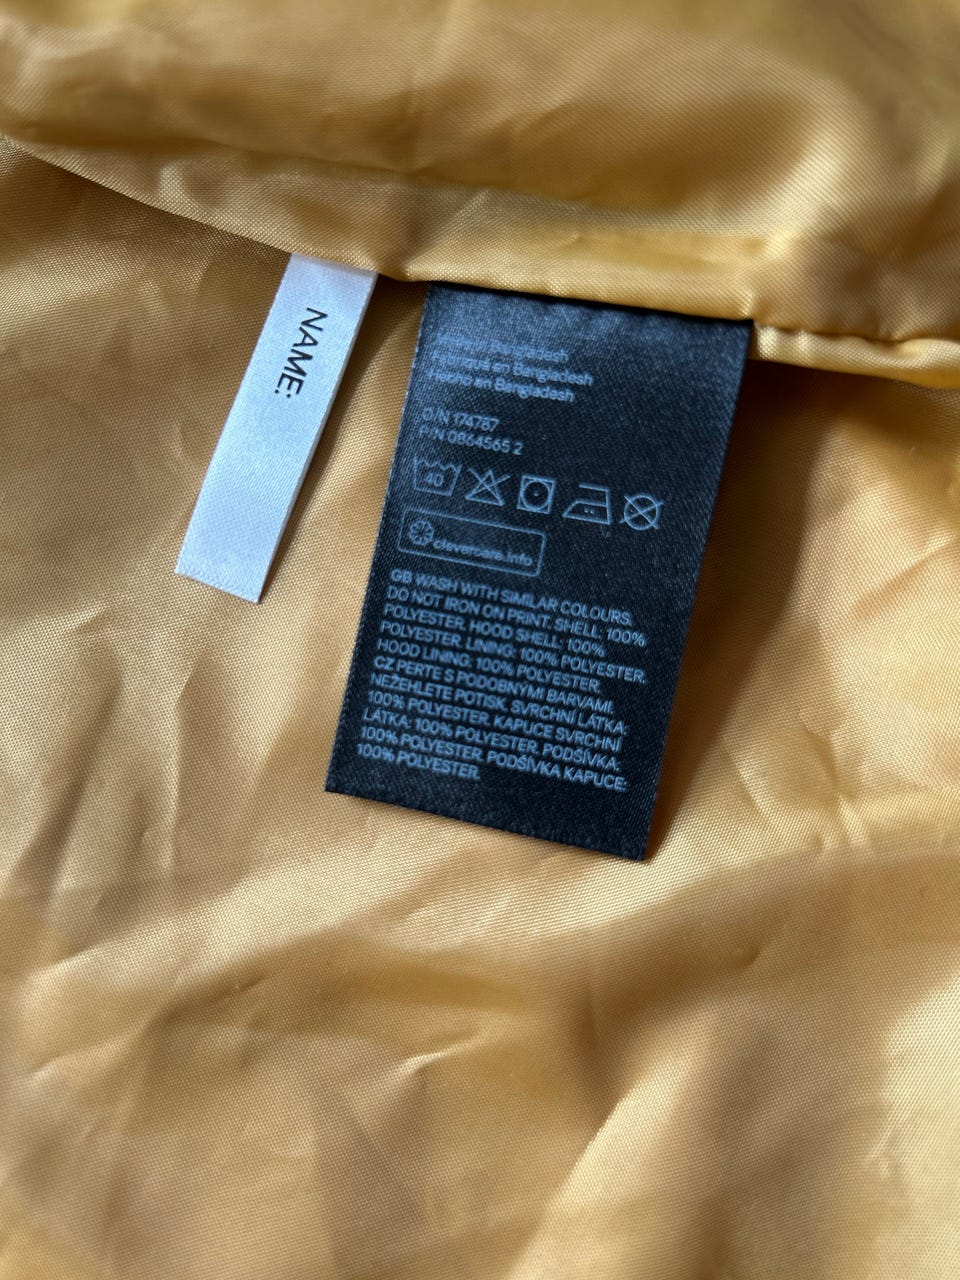 NAME:
Bangladesh
en Bangladesh
Hecho en Bangladesh
O/N 174787
P/N 0864565 2
40
clevercare.info
GB WASH WITH SIMILAR COLOURS.
DO NOT IRON ON PRINT. SHELL: 100%
POLYESTER. HOOD SHELL: 100%
POLYESTER. LINING: 100% POLYESTER.
HOOD LINING: 100% POLYESTER.
CZ PERTE S PODOBNÝMI BARVAMI.
NEŽEHLETE POTISK. SVRCHNÍ LÁTKA:
100% POLYESTER. KAPUCE SVRCHNÍ
LÁTKA: 100% POLYESTER. PODŠÍVKA:
100% POLYESTER. PODŠÍVKA KAPUCE:
100% POLYESTER.